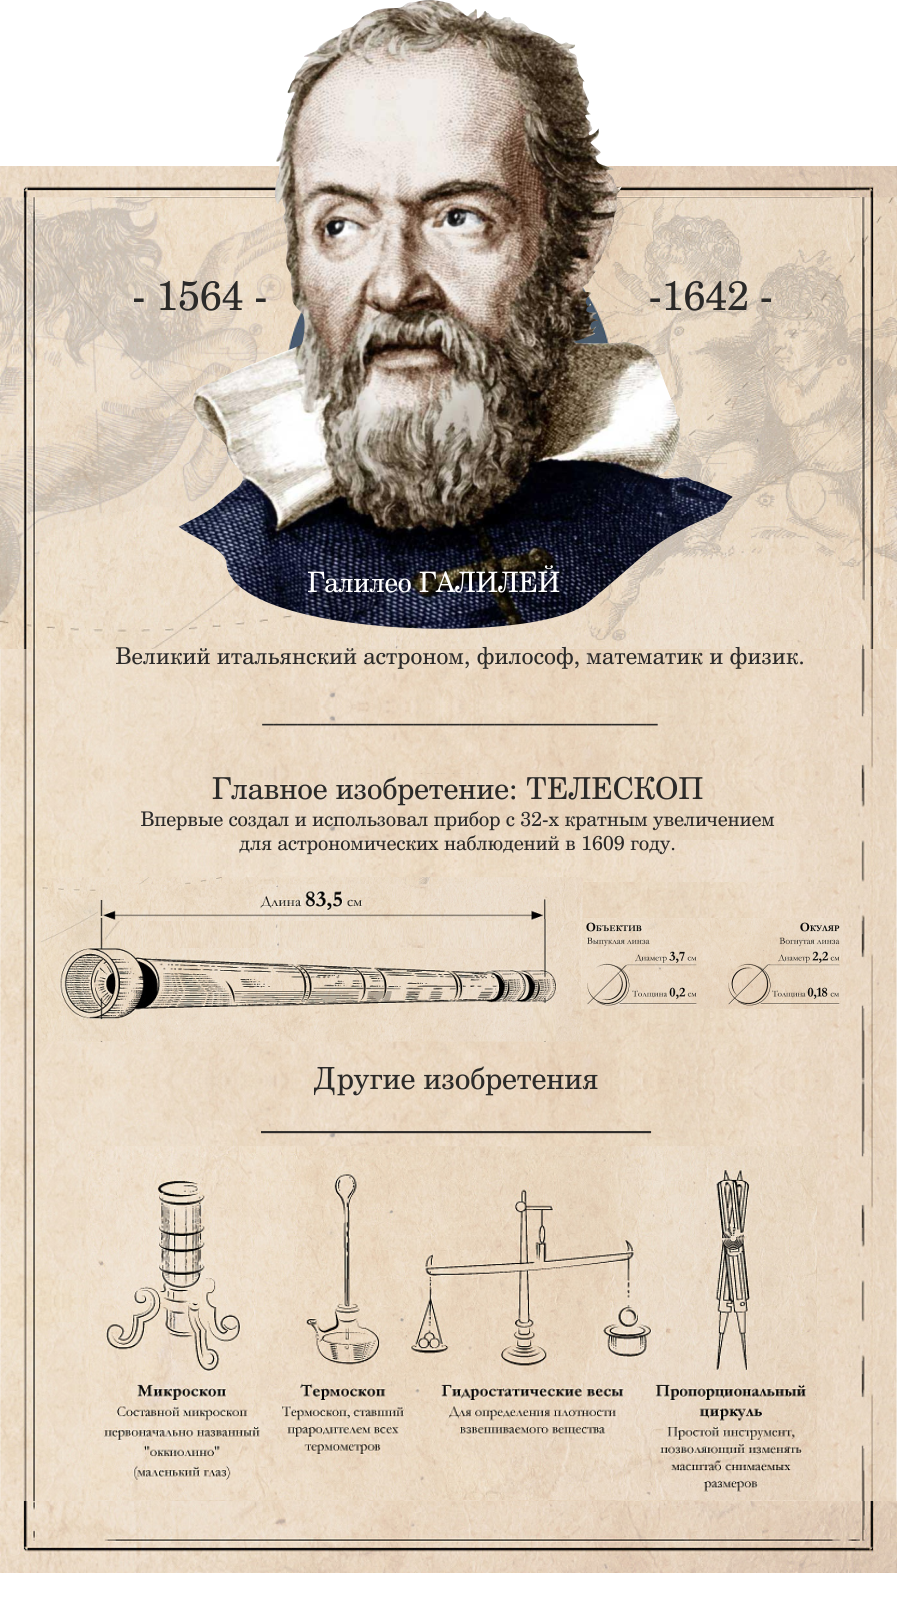 - 1564 -
-1642 -
Галилео ГАЛИЛЕЙ
Великий итальянский астроном, философ, математик и физик.
Главное изобретение: ТЕЛЕСКОП
Впервые создал и использовал прибор с 32-х кратным увеличением
для астрономических наблюдений в 1609 году.
Длина 83,5 см
Объектив
Выпуклая линза
Диаметр 3,7 см
Толщина 0,2 см
Окуляр
Вогнутая линза
Диаметр 2,2 см
Толщина 0,18 см
Другие изобретения
Микроскоп
Составной микроскоп
первоначально названный
"оккиолино"
(маленький глаз)
Термоскоп
Термоскоп, ставший
прародителем всех
термометров
Гидростатические весы
Для определения плотности
взвешиваемого вещества
Пропорциональный
циркуль
Простой инструмент,
позволяющий изменять
масштаб снимаемых
размеров